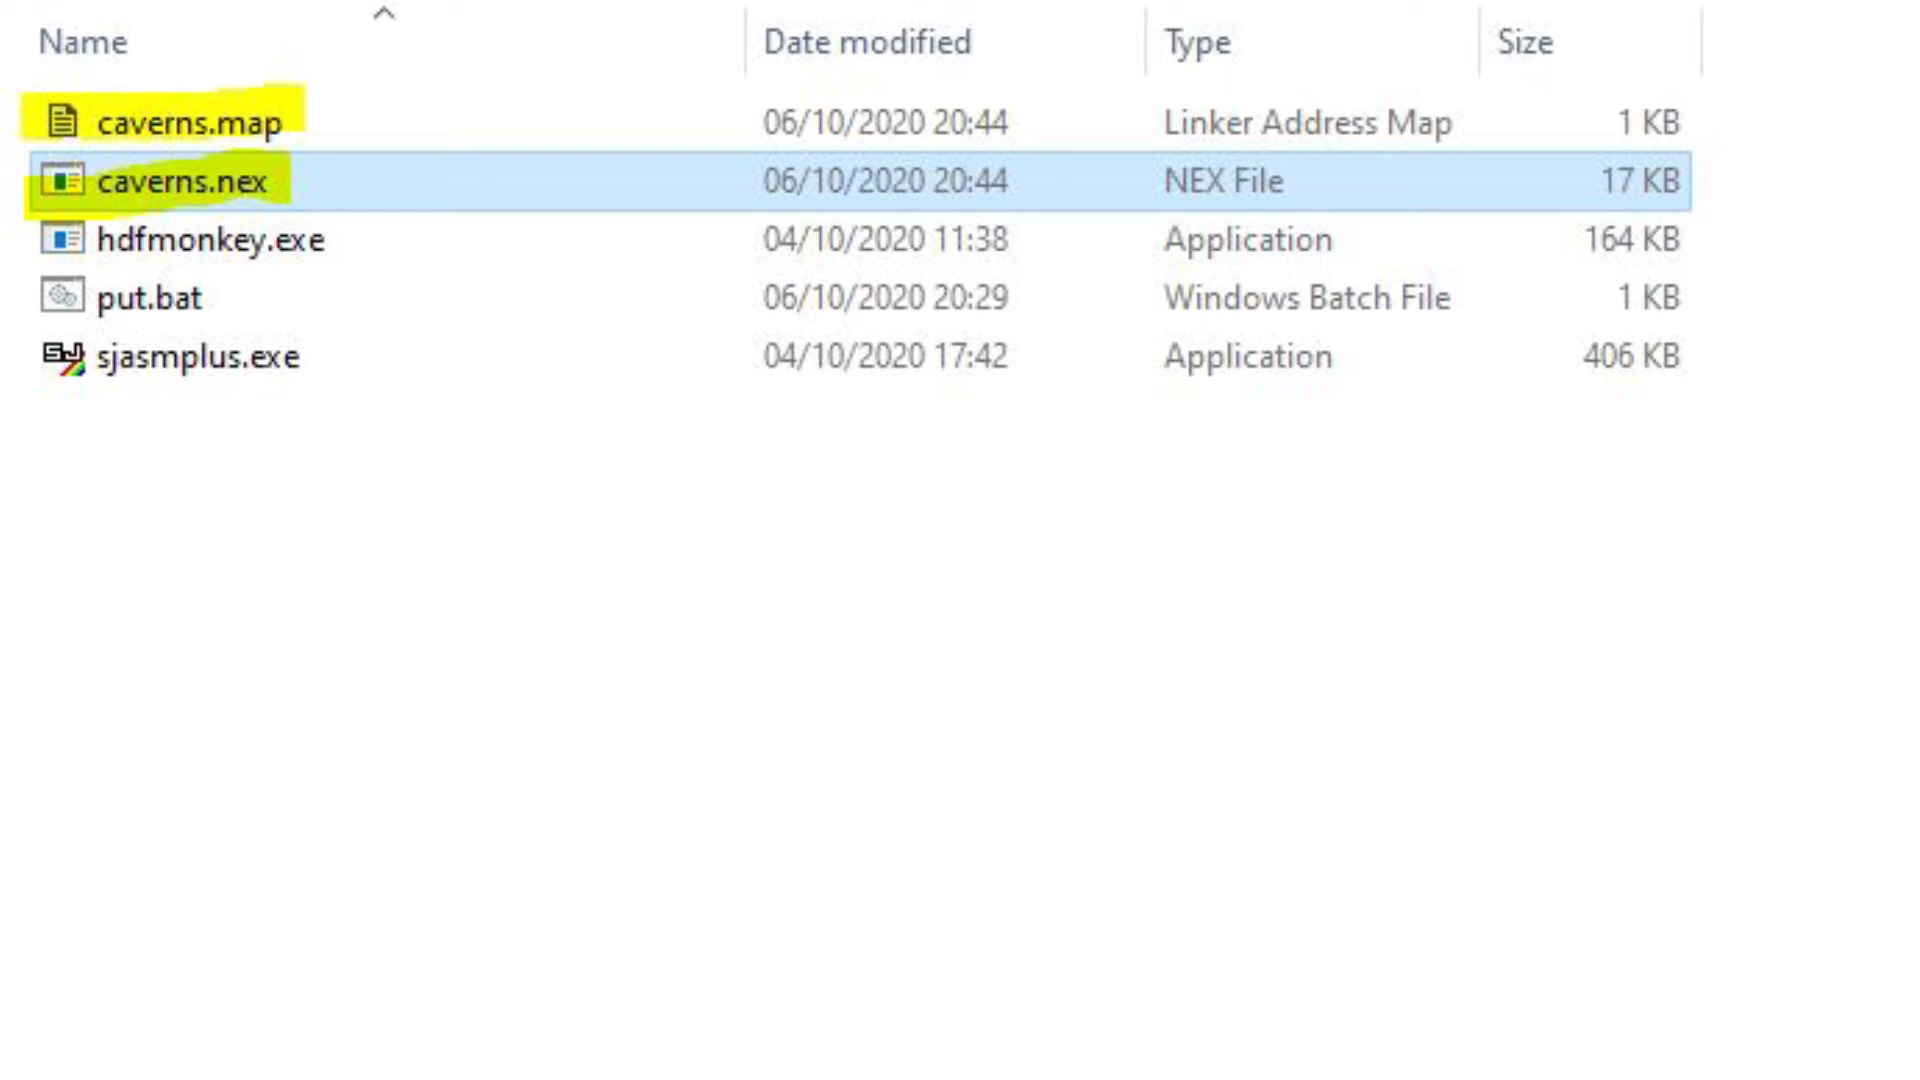 Name Date modified Type Size
caverns.map 06/10/2020 20:44 Linker Address Map 1 KB
caverns.nex 06/10/2020 20:44 NEX File 17 KB
hdfmonkey.exe 04/10/2020 11:38 Application 164 KB
put.bat 06/10/2020 20:29 Windows Batch File 1 KB
sjasmplus.exe 04/10/2020 17:42 Application 406 KB